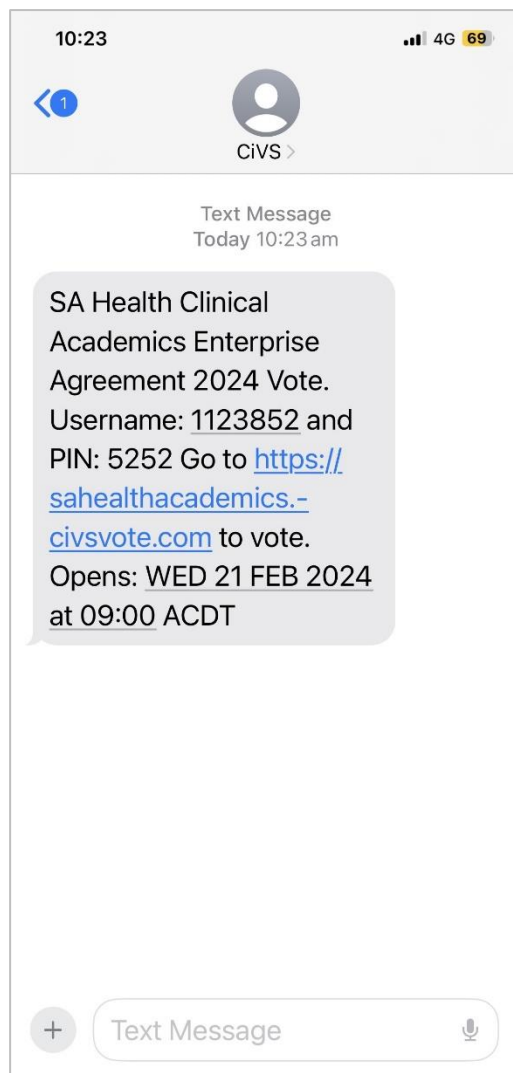 10:23
4G 69
1
CiVS
Text Message
Today 10:23 am
SA Health Clinical
Academics Enterprise
Agreement 2024 Vote.
Username: 1123852 and
PIN: 5252 Go to https://
sahealthacademics.-
civsvote.com to vote.
Opens: WED 21 FEB 2024
at 09:00 ACDT
Text Message